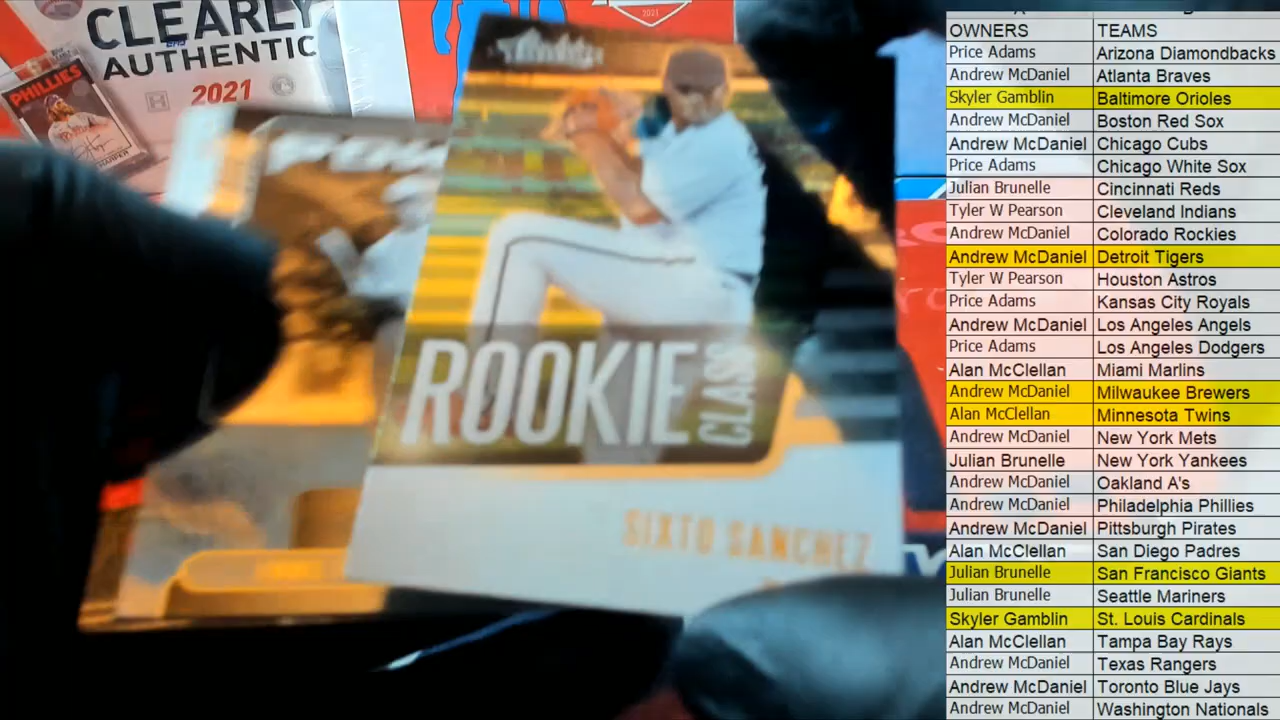 CLEARLY
AUTHENTIC
2021
PHILLIES
2021
ROOKIE
CLASS
SIXTO SANCHEZ
OWNERS TEAMS
Price Adams Arizona Diamondbacks
Andrew McDaniel Atlanta Braves
Skyler Gamblin Baltimore Orioles
Andrew McDaniel Boston Red Sox
Andrew McDaniel Chicago Cubs
Price Adams Chicago White Sox
Julian Brunelle Cincinnati Reds
Tyler W Pearson Cleveland Indians
Andrew McDaniel Colorado Rockies
Andrew McDaniel Detroit Tigers
Tyler W Pearson Houston Astros
Price Adams Kansas City Royals
Andrew McDaniel Los Angeles Angels
Price Adams Los Angeles Dodgers
Alan McClellan Miami Marlins
Andrew McDaniel Milwaukee Brewers
Alan McClellan Minnesota Twins
Andrew McDaniel New York Mets
Julian Brunelle New York Yankees
Andrew McDaniel Oakland A's
Andrew McDaniel Philadelphia Phillies
Andrew McDaniel Pittsburgh Pirates
Alan McClellan San Diego Padres
Julian Brunelle San Francisco Giants
Julian Brunelle Seattle Mariners
Skyler Gamblin St. Louis Cardinals
Alan McClellan Tampa Bay Rays
Andrew McDaniel Texas Rangers
Andrew McDaniel Toronto Blue Jays
Andrew McDaniel Washington Nationals